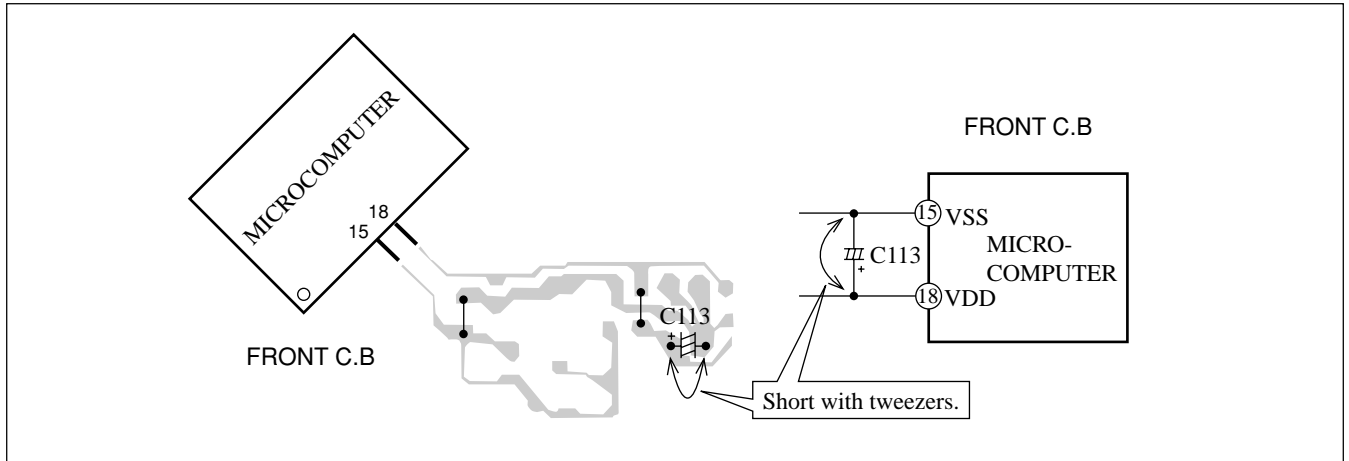 MICROCOMPUTER
18
15
FRONT C.B
C113
+
Short with tweezers.
FRONT C.B
15 VSS
C113
+
MICRO-
COMPUTER
18 VDD